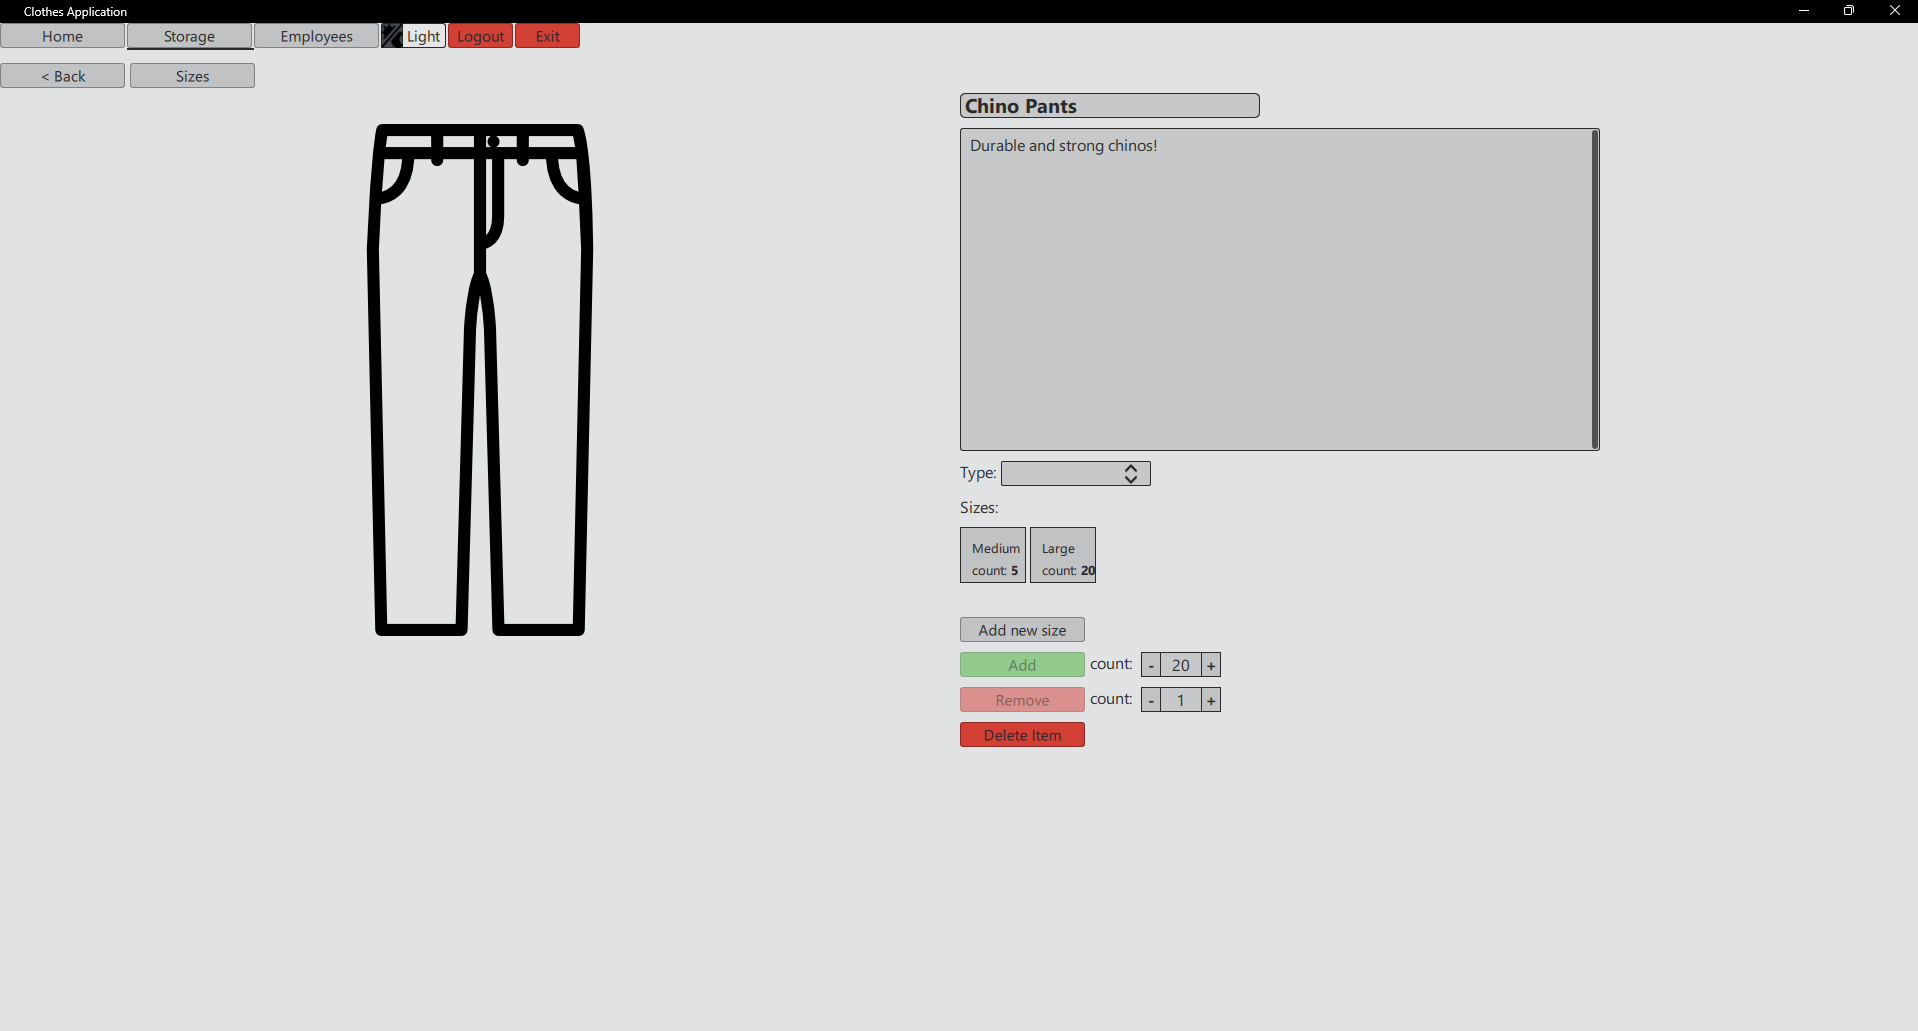 Clothes Application
Home Storage Employees Light Logout Exit
< Back Sizes
Chino Pants
Durable and strong chinos!
Type:
Sizes:
Medium Large
count: 5 count: 20
Add new size
Add count: - 20 +
Remove count: - 1 +
Delete Item